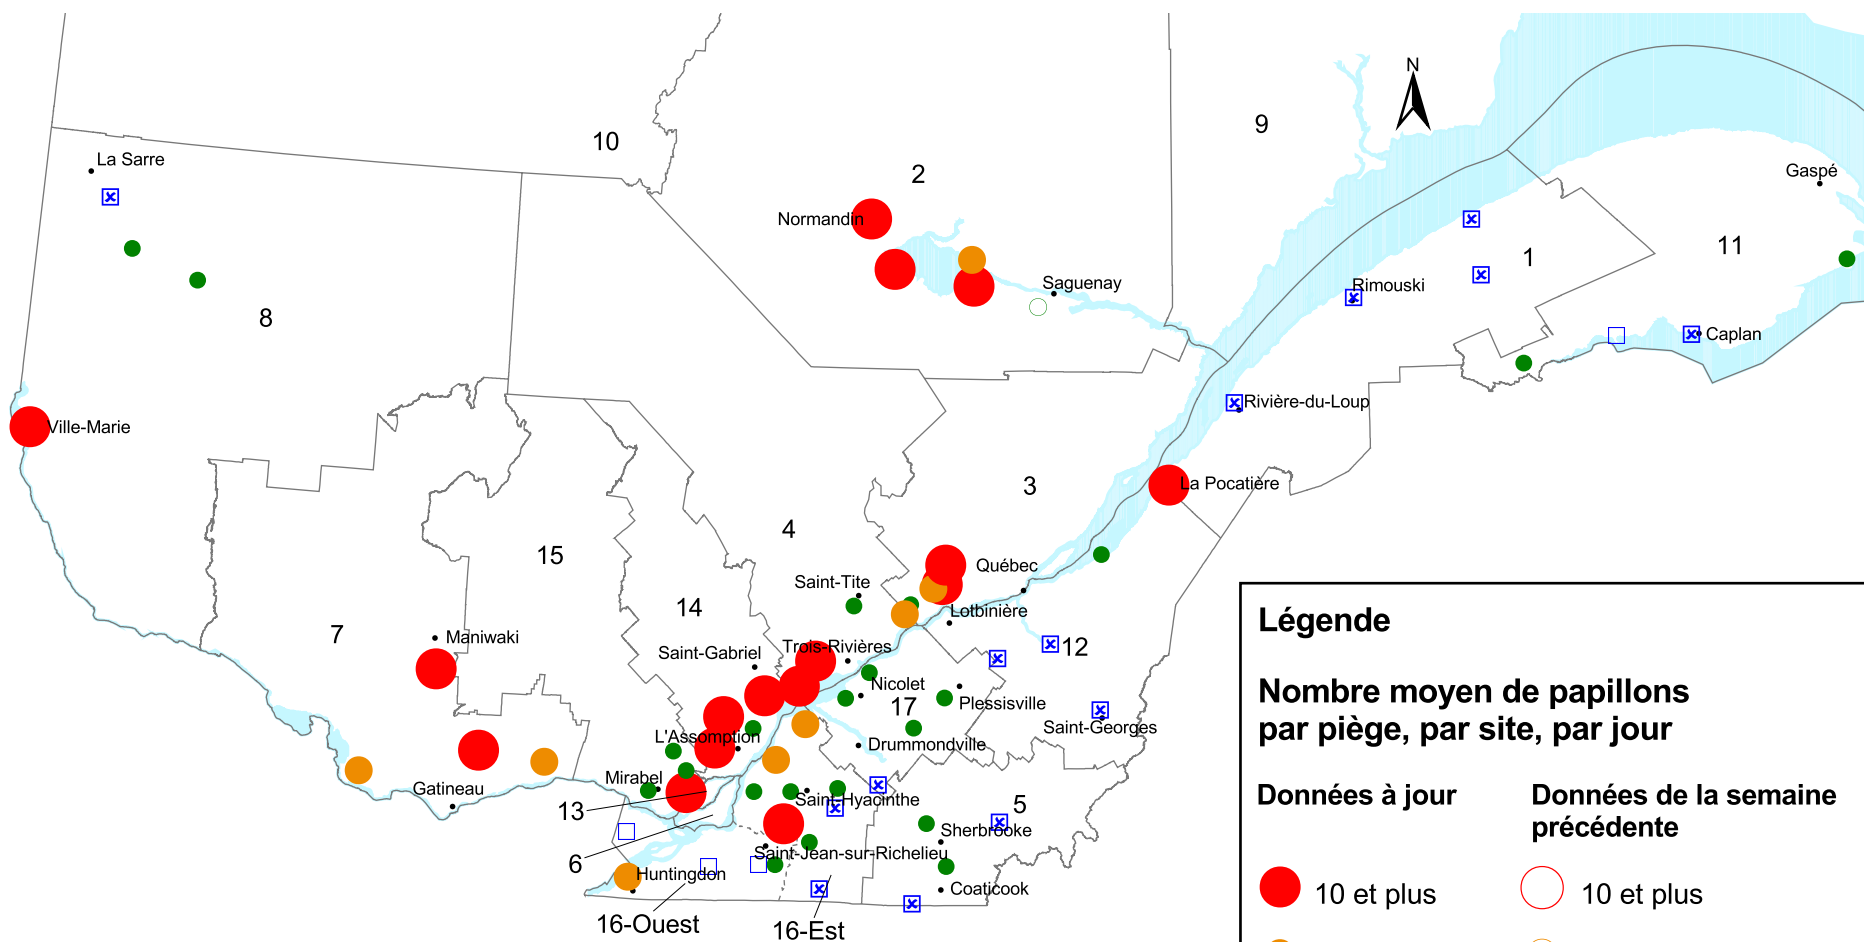 N
9
10
La Sarre
2
Gaspé
Normandin
11
1
Saguenay
Rimouski
8
Caplan
Rivière-du-Loup
Ville-Marie
La Pocatière
3
4
15
Québec
Saint-Tite
14
Lotbinière
7
Maniwaki
Trois-Rivières
Saint-Gabriel
12
Nicolet
17
Plessisville
Saint-Georges
L'Assomption
Drummondville
Mirabel
Gatineau
Saint-Hyacinthe
13
5
Sherbrooke
6
Saint-Jean-sur-Richelieu
Huntingdon
Coaticook
16-Ouest
16-Est
Légende
Nombre moyen de papillons
par piège, par site, par jour
Données à jour
Données de la semaine
précédente
10 et plus
10 et plus